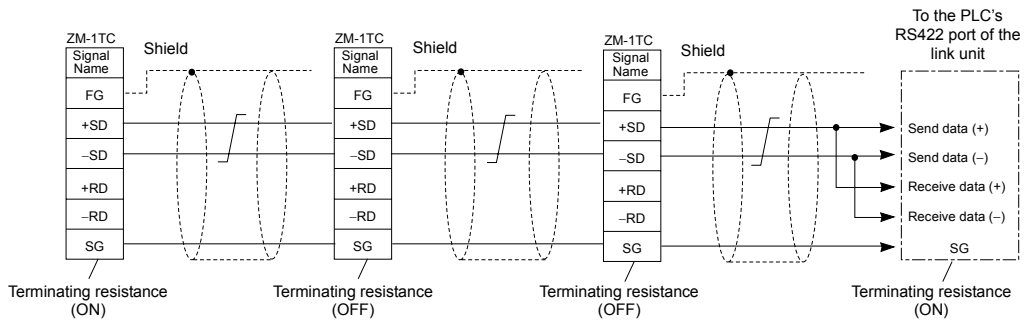 To the PLC's
RS422 port of the
link unit
ZM-1TC
Signal
Name
FG
+SD
−SD
+RD
−RD
SG
Shield
Terminating resistance
(ON)
ZM-1TC
Signal
Name
FG
+SD
−SD
+RD
−RD
SG
Shield
Terminating resistance
(OFF)
ZM-1TC
Signal
Name
FG
+SD
−SD
+RD
−RD
SG
Shield
Terminating resistance
(OFF)
Send data (+)
Send data (−)
Receive data (+)
Receive data (−)
SG
Terminating resistance
(ON)